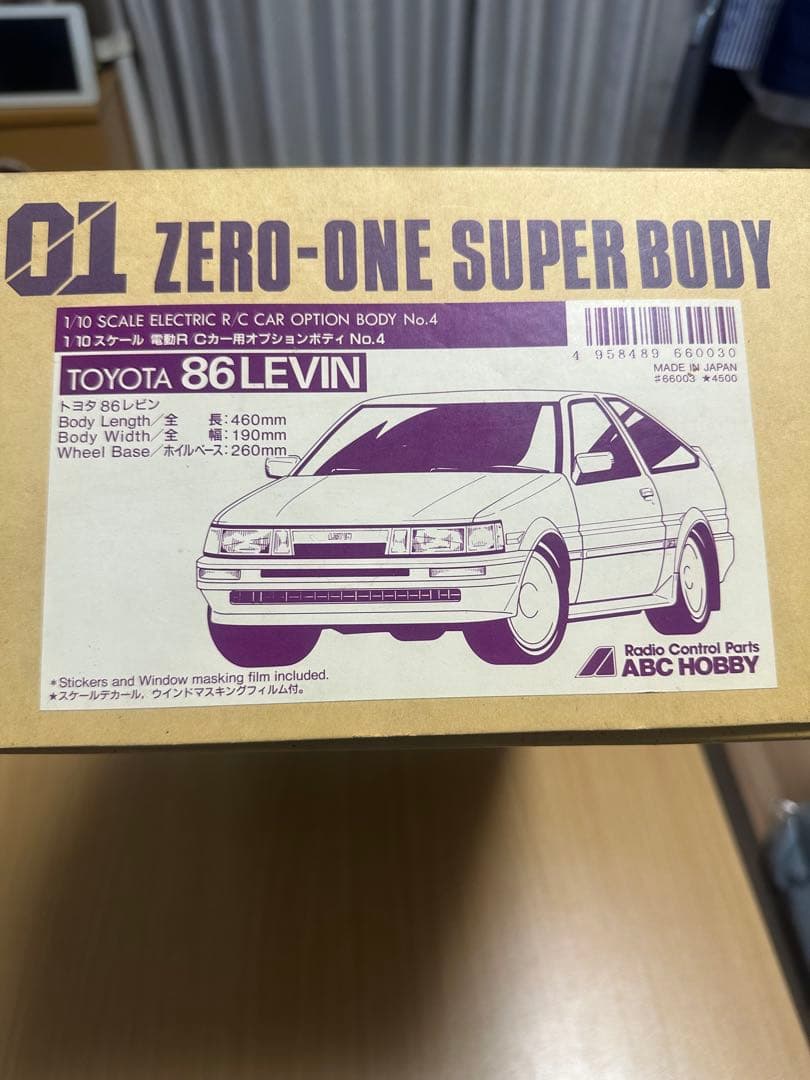 01 ZERO-ONE SUPER BODY
1/10 SCALE ELECTRIC R/C CAR OPTION BODY No.4
1/10スケール 電動R/Cカー用オプションボディ No.4
4 958489 660030
MADE IN JAPAN
#66003 ★4500
TOYOTA 86 LEVIN
トヨタ86レビン
Body Length/全 長:460mm
Body Width/全 幅:190mm
Wheel Base/ホイルベース:260mm
LEVIN
Radio Control Parts
ABC HOBBY
*Stickers and Window masking film included.
★スケールデカール，ウインドマスキングフィルム付。